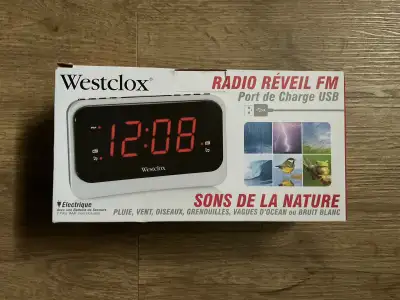 Westclox®
RADIO RÉVEIL FM
Port de Charge USB
12:08
Westclox
Électrique
SONS DE LA NATURE
PLUIE, VENT, OISEAUX, GRENOUILLES, VAGUES D'OCEAN ou BRUIT BLANC